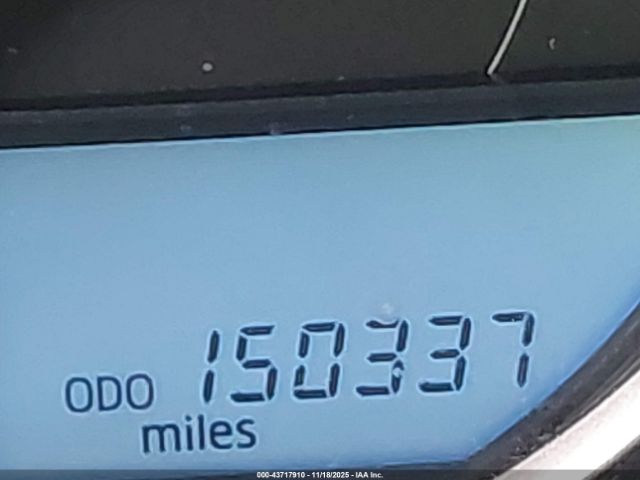 ODO 150337
miles
000-43717910 - 11/18/2025 - IAA Inc.